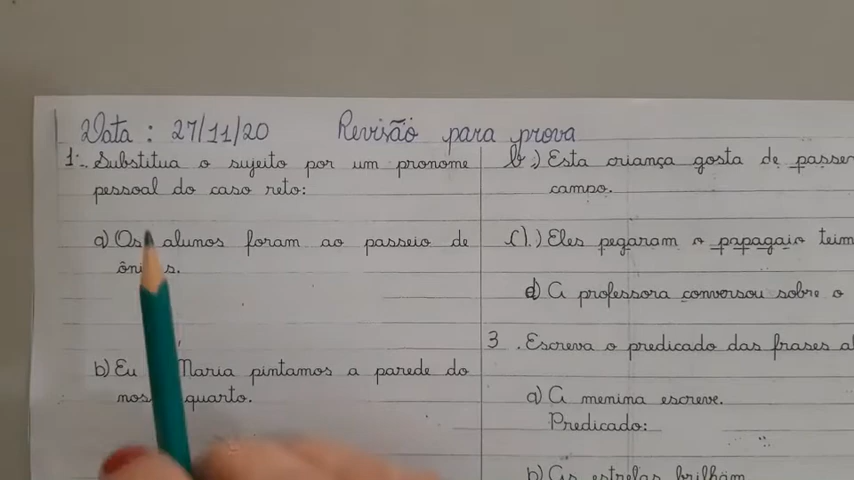 Data : 27/11/20 Revisão para prova
1. Substitua o sujeito por um pronome
pessoal do caso reto:
a) Os alunos foram ao passeio de
b) Eu Maria pintamos a parede do
quarto.
b.) Esta criança gosta de
campo.
c).) Eles pegaram o papagaio
d) A professora conversou sobre o
3. Escreva o predicado das frases
a) A menina escreve.
Predicado:
b) As estrelas brilham